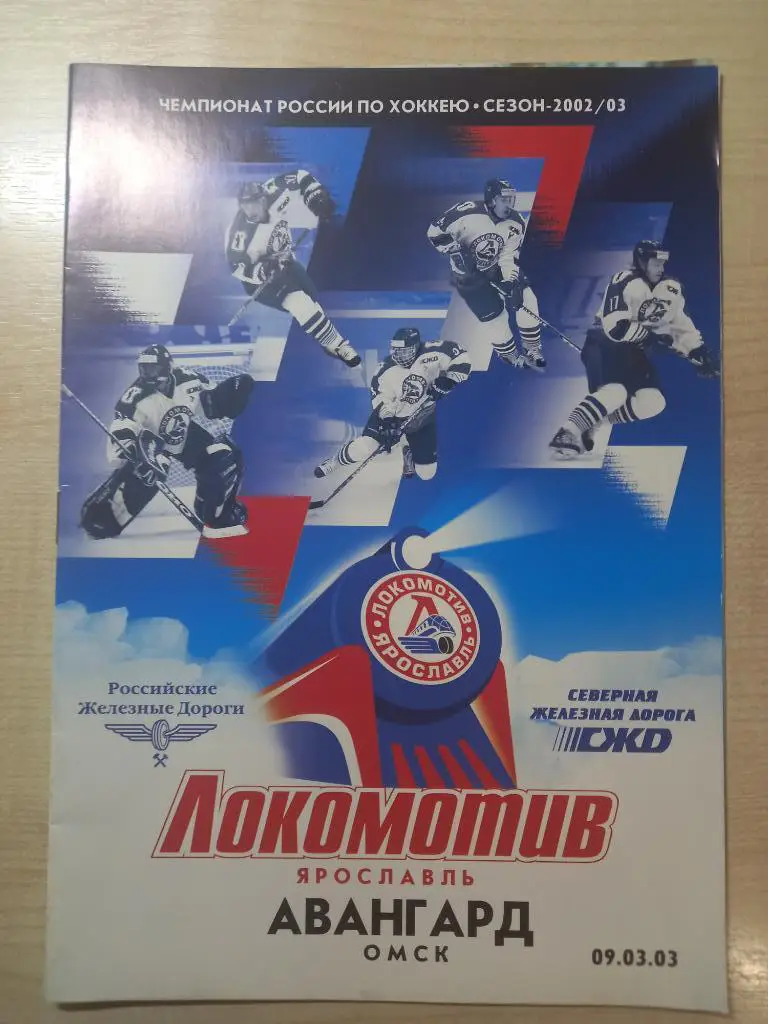 ЧЕМПИОНАТ РОССИИ ПО ХОККЕЮ • СЕЗОН-2002/03
17
ЛОКОМОТИВ
ЯРОСЛАВЛЬ
Российские
Железные Дороги
СЕВЕРНАЯ
ЖЕЛЕЗНАЯ ДОРОГА
СЖД
Локомотив
ЯРОСЛАВЛЬ
АВАНГАРД
ОМСК
09.03.03